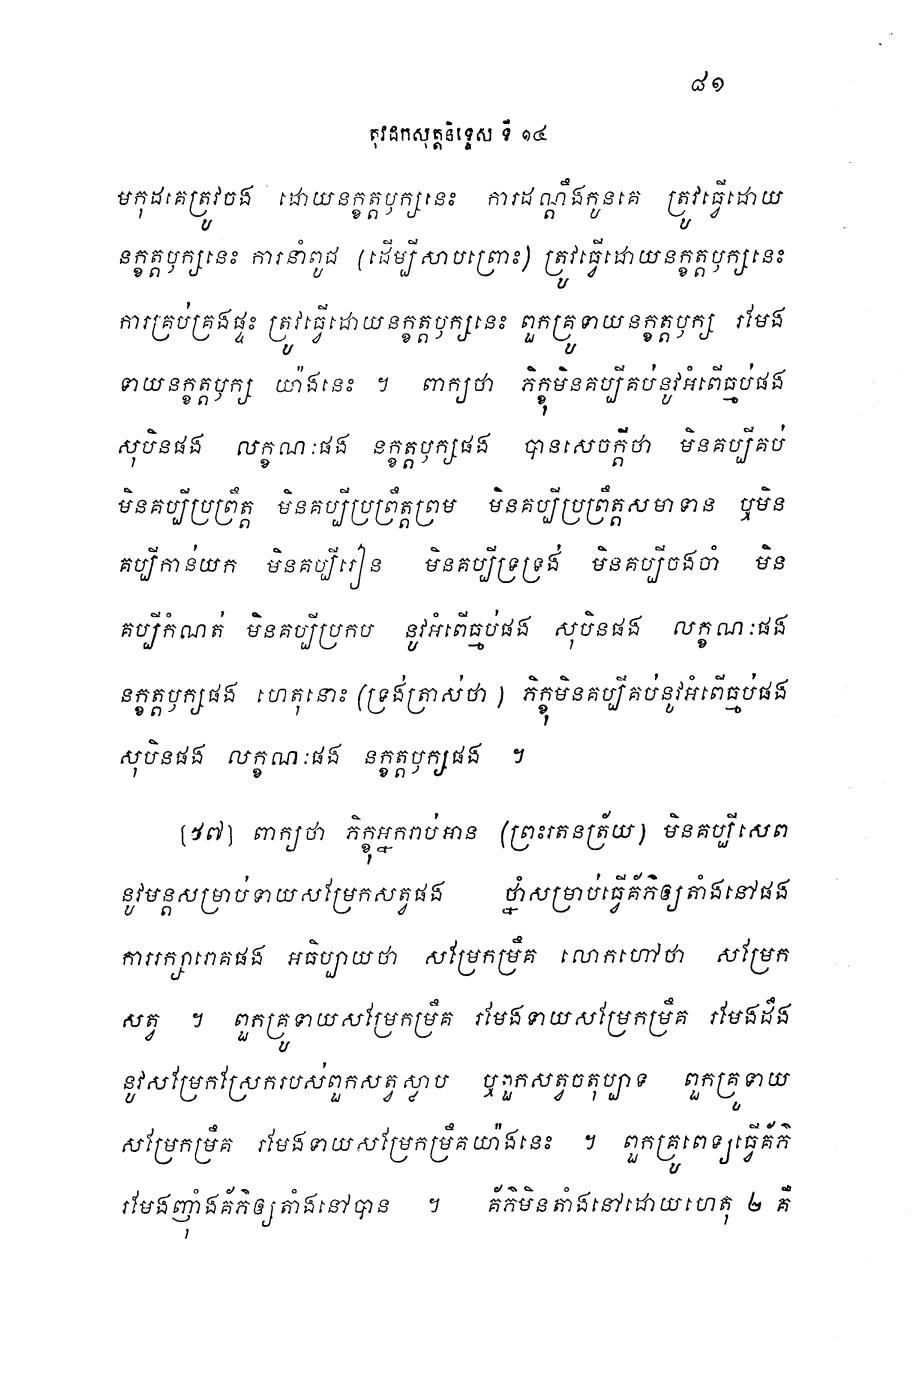 ៨១
តុវដកសុត្តនិទ្ទេស ទី ១៤
មកុដគេត្រូវចង ដោយនក្ខត្តឫក្សនេះ ការដណ្ដឹងកូនគេ ត្រូវធ្វើដោយ
នក្ខត្តឫក្សនេះ ការនាំពូជ (ដើម្បីសាបព្រោះ) ត្រូវធ្វើដោយនក្ខត្តឫក្សនេះ
ការគ្រប់គ្រងផ្ទះ ត្រូវធ្វើដោយនក្ខត្តឫក្សនេះ ពួកគ្រូទាយនក្ខត្តឫក្ស រមែង
ទាយនក្ខត្តឫក្ស យ៉ាងនេះ ។ ពាក្យថា ភិក្ខុមិនគប្បីគប់នូវអំពើធ្មប់ផង
សុបិនផង លក្ខណៈផង នក្ខត្តឫក្សផង បានសេចក្ដីថា មិនគប្បីគប់
មិនគប្បីប្រព្រឹត្ត មិនគប្បីប្រព្រឹត្តព្រម មិនគប្បីប្រព្រឹត្តសមាទាន ឬមិន
គប្បីកាន់យក មិនគប្បីរៀន មិនគប្បីទ្រទ្រង់ មិនគប្បីចងចាំ មិន
គប្បីកំណត់ មិនគប្បីប្រកប នូវអំពើធ្មប់ផង សុបិនផង លក្ខណៈផង
នក្ខត្តឫក្សផង ហេតុនោះ (ទ្រង់ត្រាស់ថា) ភិក្ខុមិនគប្បីគប់នូវអំពើធ្មប់ផង
សុបិនផង លក្ខណៈផង នក្ខត្តឫក្សផង ។
[៩៧] ពាក្យថា ភិក្ខុអ្នករាប់អាន (ព្រះរតនត្រ័យ) មិនគប្បីសេព
នូវមន្តសម្រាប់ទាយសម្រែកសត្វផង ថ្នាំសម្រាប់ធ្វើគ័ភ៌ឲ្យតាំងនៅផង
ការរក្សារោគផង អធិប្បាយថា សម្រែកម្រឹគ លោកហៅថា សម្រែក
សត្វ ។ ពួកគ្រូទាយសម្រែកម្រឹគ រមែងទាយសម្រែកម្រឹគ រមែងដឹង
នូវសម្រែកស្រែករបស់ពួកសត្វស្លាប ឬពួកសត្វចតុប្បាទ ពួកគ្រូទាយ
សម្រែកម្រឹគ រមែងទាយសម្រែកម្រឹគយ៉ាងនេះ ។ ពួកគ្រូពេទ្យធ្វើគ័ភ៌
រមែងញុ៉ាំងគ័ភ៌ឲ្យតាំងនៅបាន ។ គ័ភ៌មិនតាំងនៅដោយហេតុ ២ គឺ